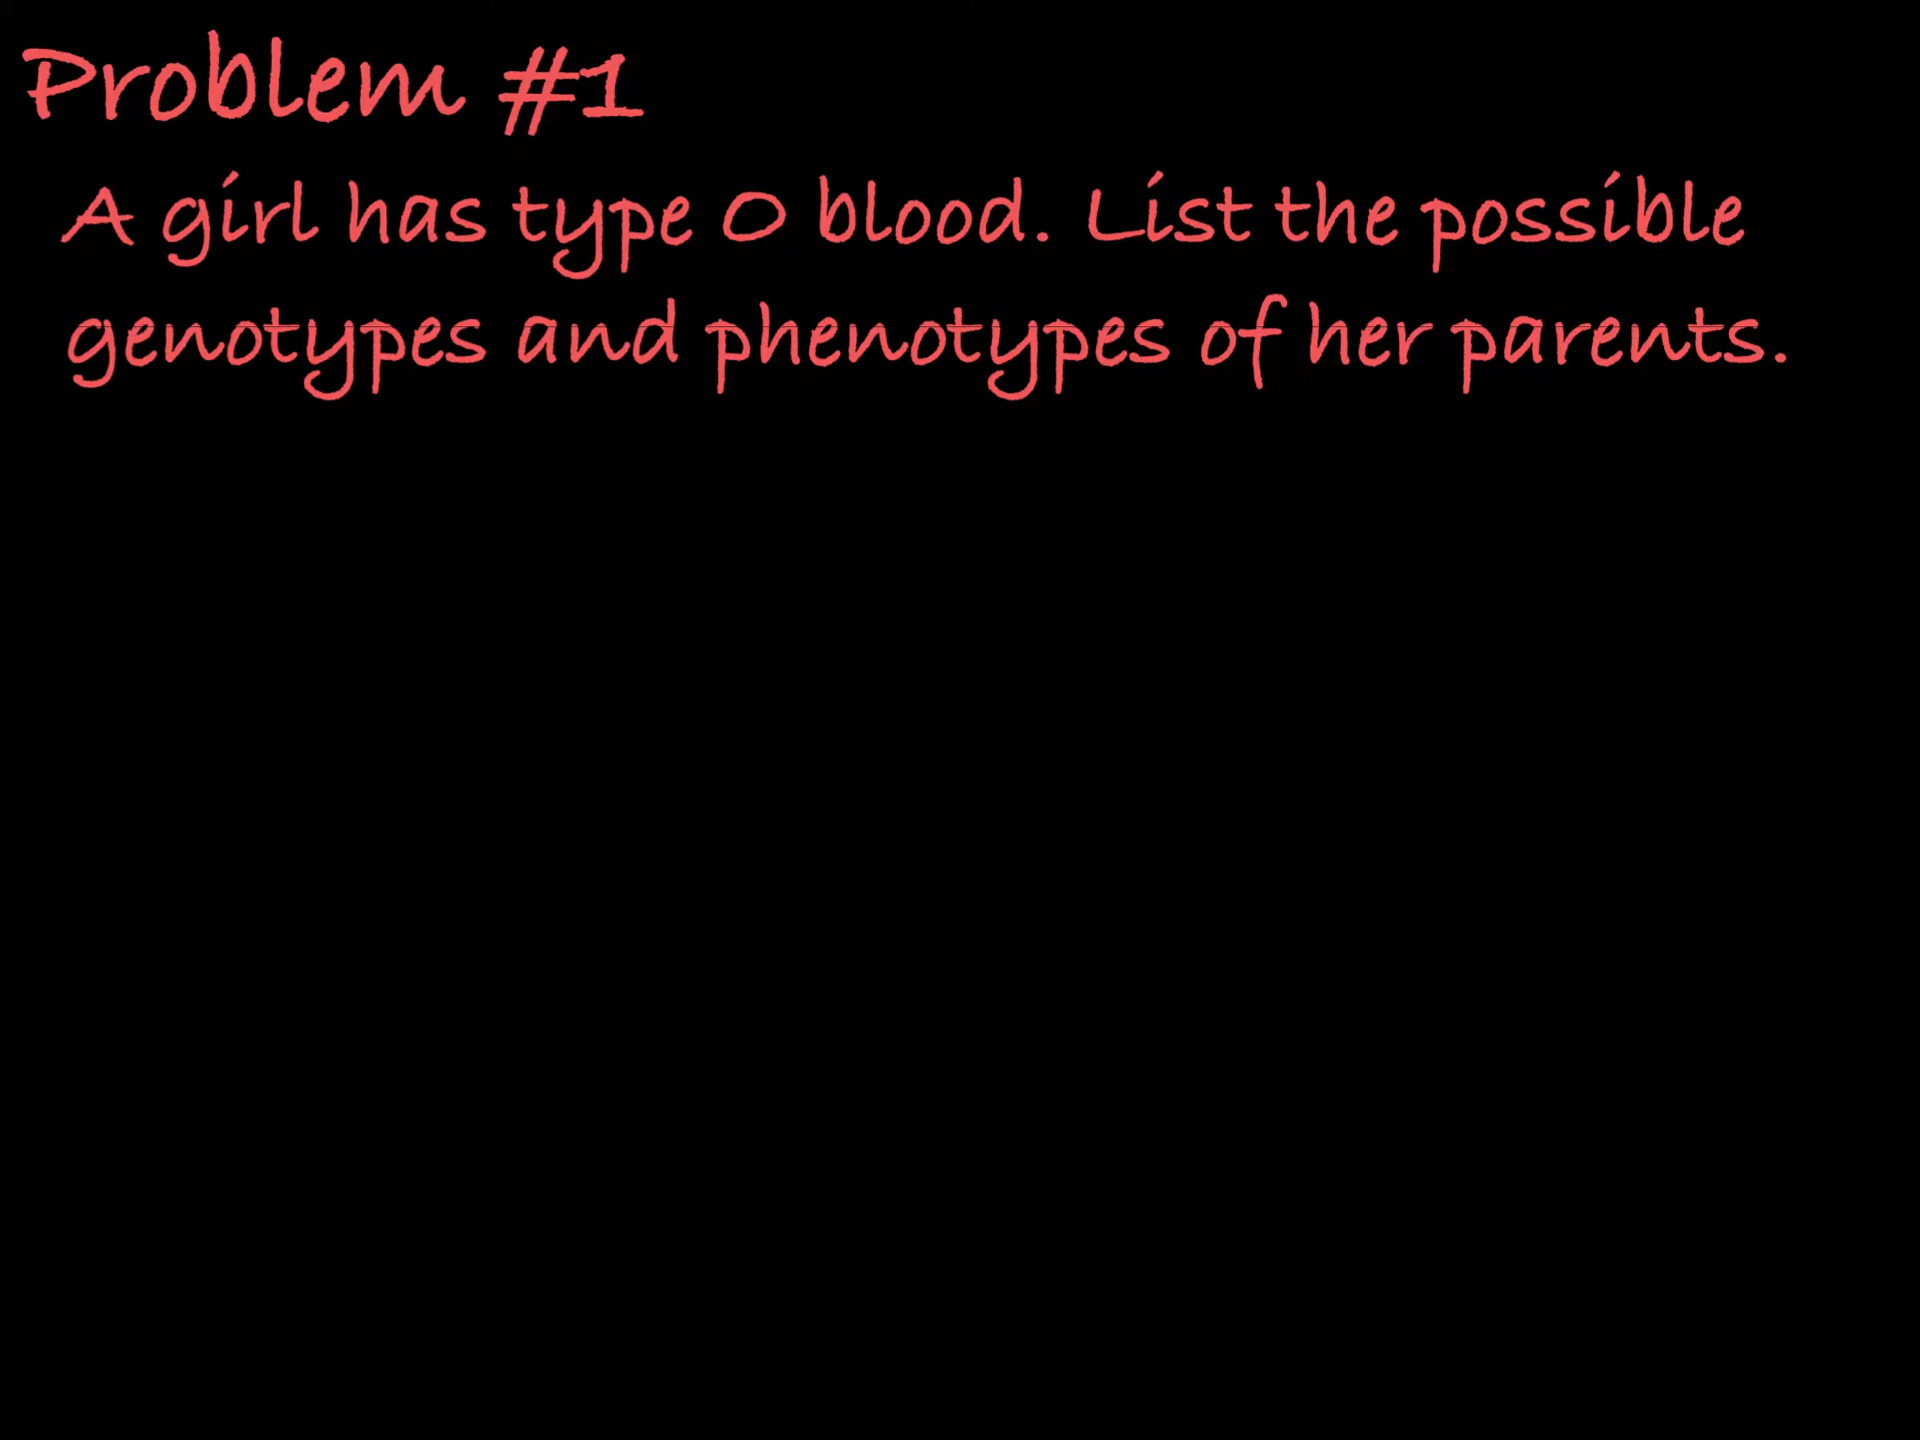 Problem #1
A girl has type O blood. List the possible
genotypes and phenotypes of her parents.